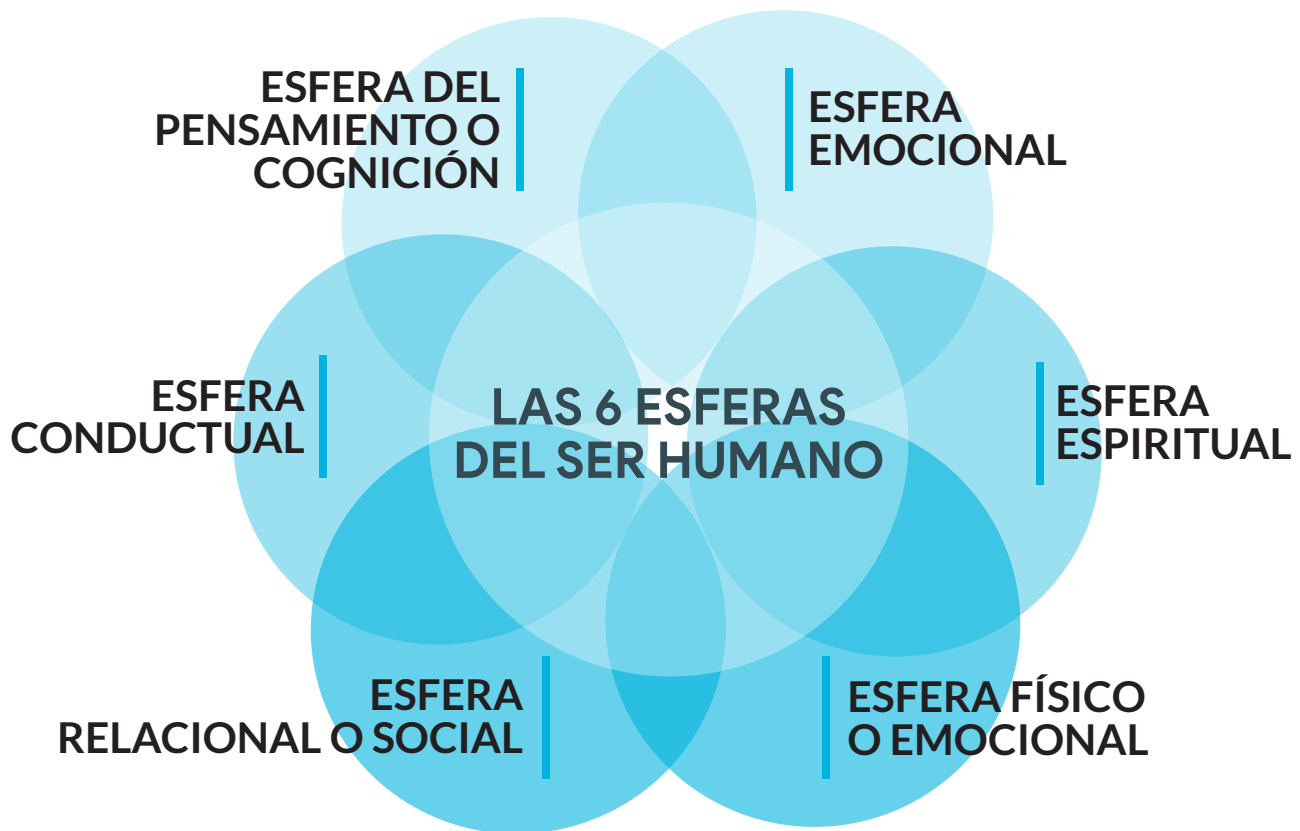 ESFERA DEL
PENSAMIENTO O
COGNICIÓN
ESFERA
EMOCIONAL
ESFERA
CONDUCTUAL
LAS 6 ESFERAS
DEL SER HUMANO
ESFERA
ESPIRITUAL
ESFERA
RELACIONAL O SOCIAL
ESFERA FÍSICO
O EMOCIONAL